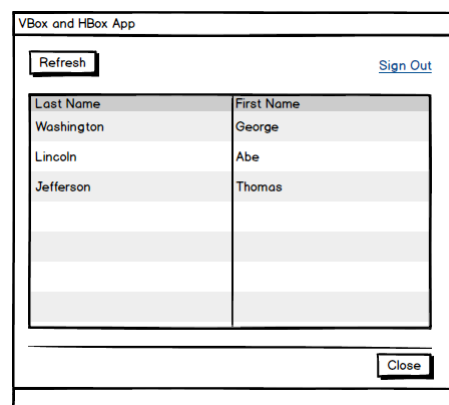 VBox and HBox App
Refresh
Sign Out
Last Name First Name
Washington George
Lincoln Abe
Jefferson Thomas
Close